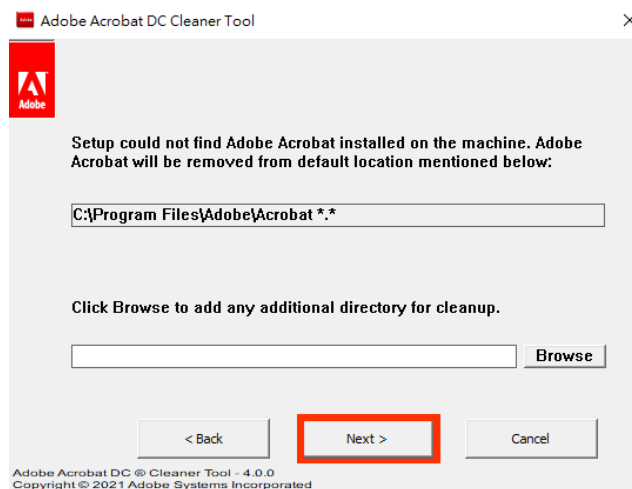 Adobe Adobe Acrobat DC Cleaner Tool
Adobe
Setup could not find Adobe Acrobat installed on the machine. Adobe
Acrobat will be removed from default location mentioned below:
C:\Program Files\Adobe\Acrobat *.*
Click Browse to add any additional directory for cleanup.
Browse
< Back Next > Cancel
Adobe Acrobat DC ® Cleaner Tool - 4.0.0
Copyright © 2021 Adobe Systems Incorporated